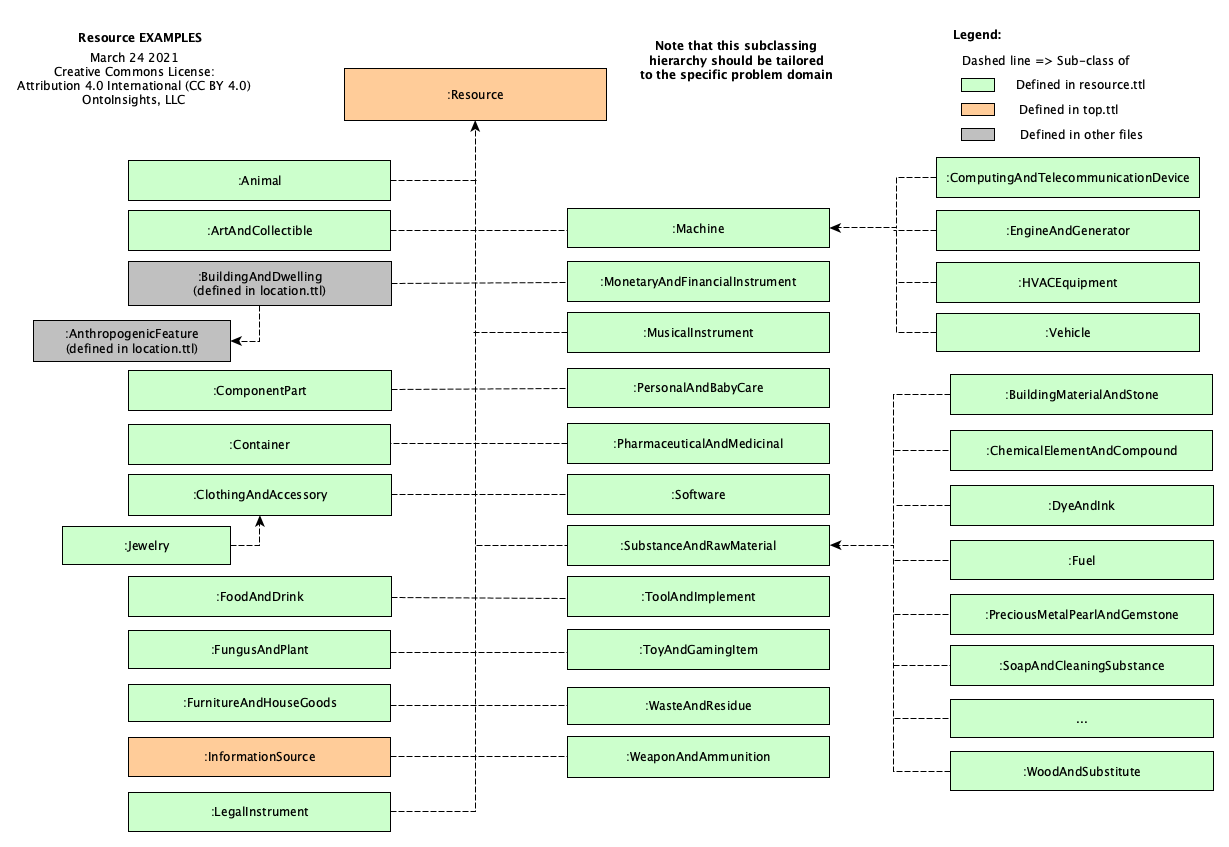 Resource EXAMPLES
March 24 2021
Creative Commons License:
Attribution 4.0 International (CC BY 4.0)
OntoInsights, LLC
Note that this subclassing
hierarchy should be tailored
to the specific problem domain
Legend:
Dashed line => Sub-class of
Defined in resource.ttl
Defined in top.ttl
Defined in other files
:Resource
:Animal
:ArtAndCollectible
:BuildingAndDwelling
(defined in location.ttl)
:AnthropogenicFeature
(defined in location.ttl)
:ComponentPart
:Container
:ClothingAndAccessory
:Jewelry
:FoodAndDrink
:FungusAndPlant
:FurnitureAndHouseGoods
:InformationSource
:LegalInstrument
:Machine
:MonetaryAndFinancialInstrument
:MusicalInstrument
:PersonalAndBabyCare
:PharmaceuticalAndMedicinal
:Software
:SubstanceAndRawMaterial
:ToolAndImplement
:ToyAndGamingItem
:WasteAndResidue
:WeaponAndAmmunition
:ComputingAndTelecommunicationDevice
:EngineAndGenerator
:HVACEquipment
:Vehicle
:BuildingMaterialAndStone
:ChemicalElementAndCompound
:DyeAndInk
:Fuel
:PreciousMetalPearlAndGemstone
:SoapAndCleaningSubstance
...
:WoodAndSubstitute